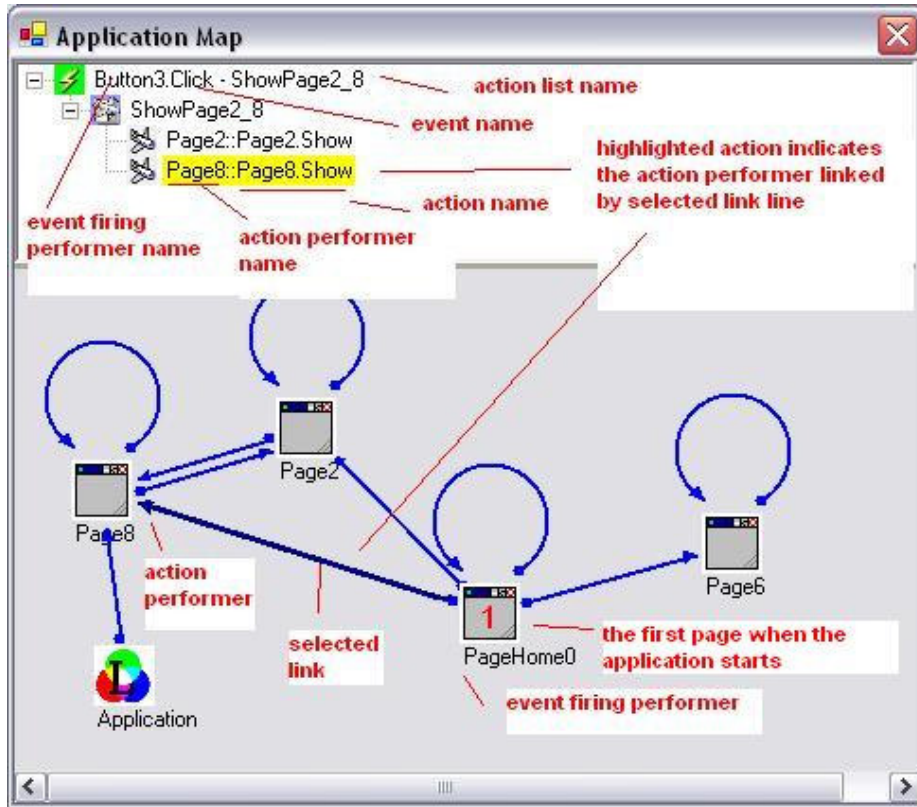 Application Map
Button3.Click - ShowPage2_8
action list name
ShowPage2_8
event name
Page2::Page2.Show
Page8::Page8.Show
highlighted action indicates
the action performer linked
by selected link line
action name
event firing
performer name
action performer
name
Page2
Page8
action
performer
Page6
1
PageHome0
the first page when the
application starts
selected
link
event firing performer
L
Application